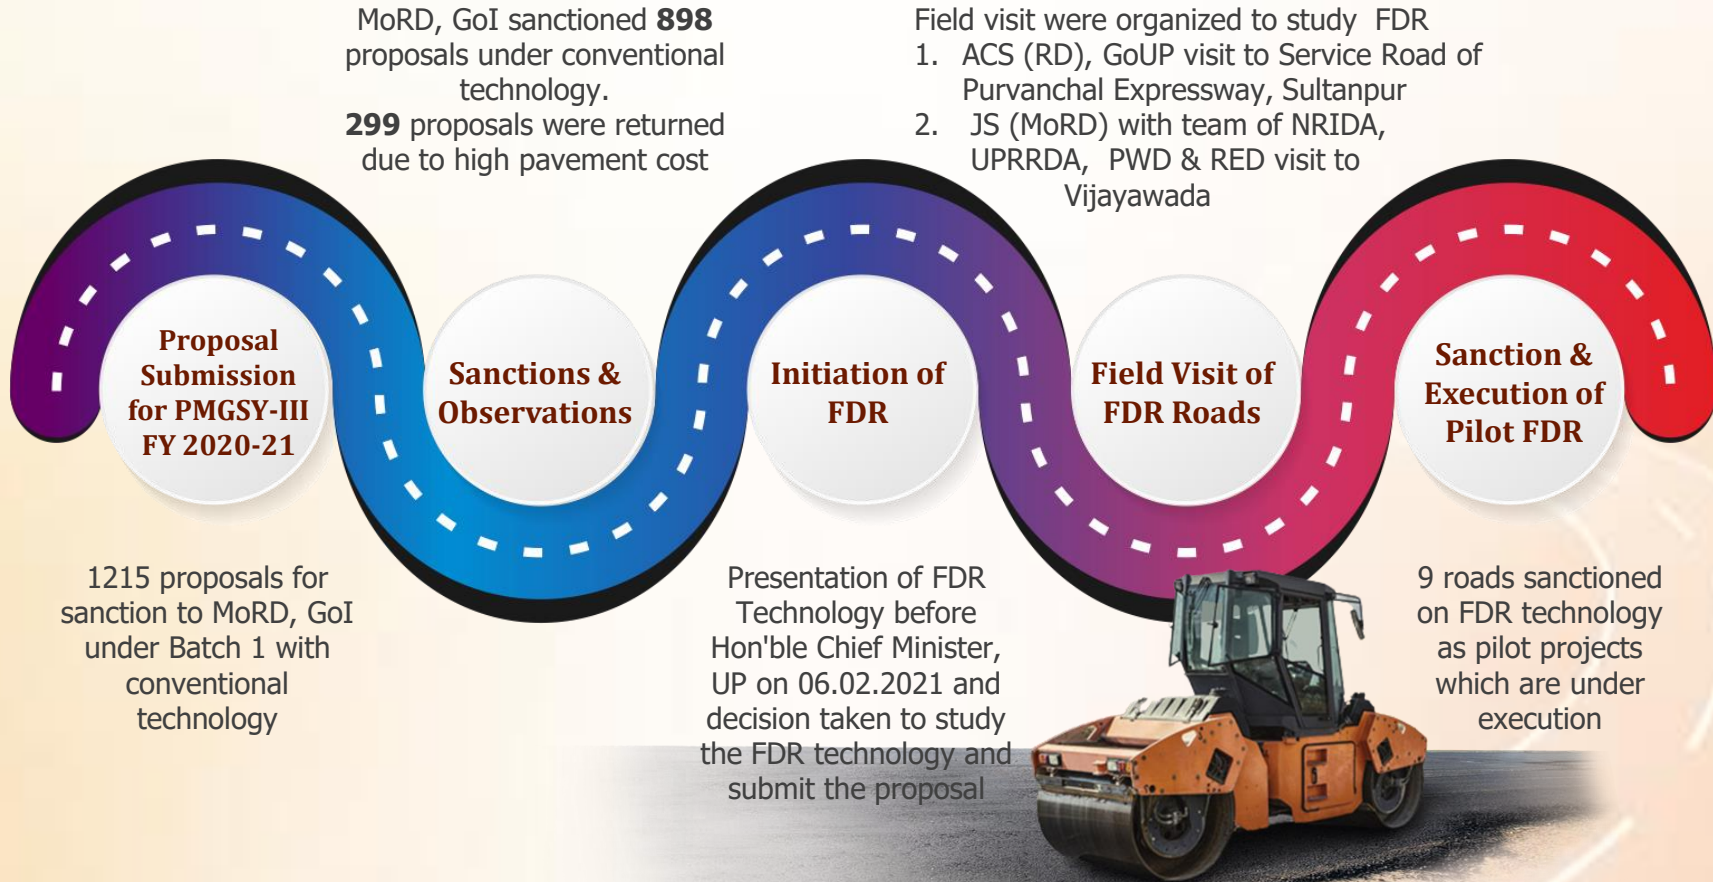 MoRD, GoI sanctioned 898
proposals under conventional
technology.
299 proposals were returned
due to high pavement cost
Field visit were organized to study FDR
1. ACS (RD), GoUP visit to Service Road of
Purvanchal Expressway, Sultanpur
2. JS (MoRD) with team of NRIDA,
UPRRDA, PWD & RED visit to
Vijayawada
Proposal
Submission
for PMGSY-III
FY 2020-21
Sanctions &
Observations
Initiation of
FDR
Field Visit of
FDR Roads
Sanction &
Execution of
Pilot FDR
1215 proposals for
sanction to MoRD, GoI
under Batch 1 with
conventional
technology
Presentation of FDR
Technology before
Hon'ble Chief Minister,
UP on 06.02.2021 and
decision taken to study
the FDR technology and
submit the proposal
9 roads sanctioned
on FDR technology
as pilot projects
which are under
execution